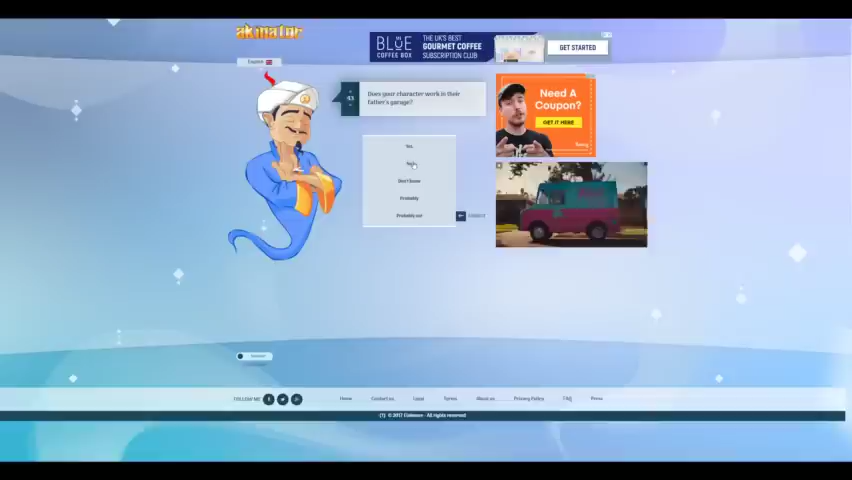 akinator
BLUE
COFFEE BOX
THE UK'S BEST
GOURMET COFFEE
SUBSCRIPTION CLUB
GET STARTED
English
43
Does your character work in their
father's garage?
Yes
No
Don't know
Probably
Probably not
Need A
Coupon?
GET IT HERE
FOLLOW ME
Home
Contact us
Legal
Terms
About us
Privacy Policy
FAQ
Press
© 2017 Elokence - All rights reserved